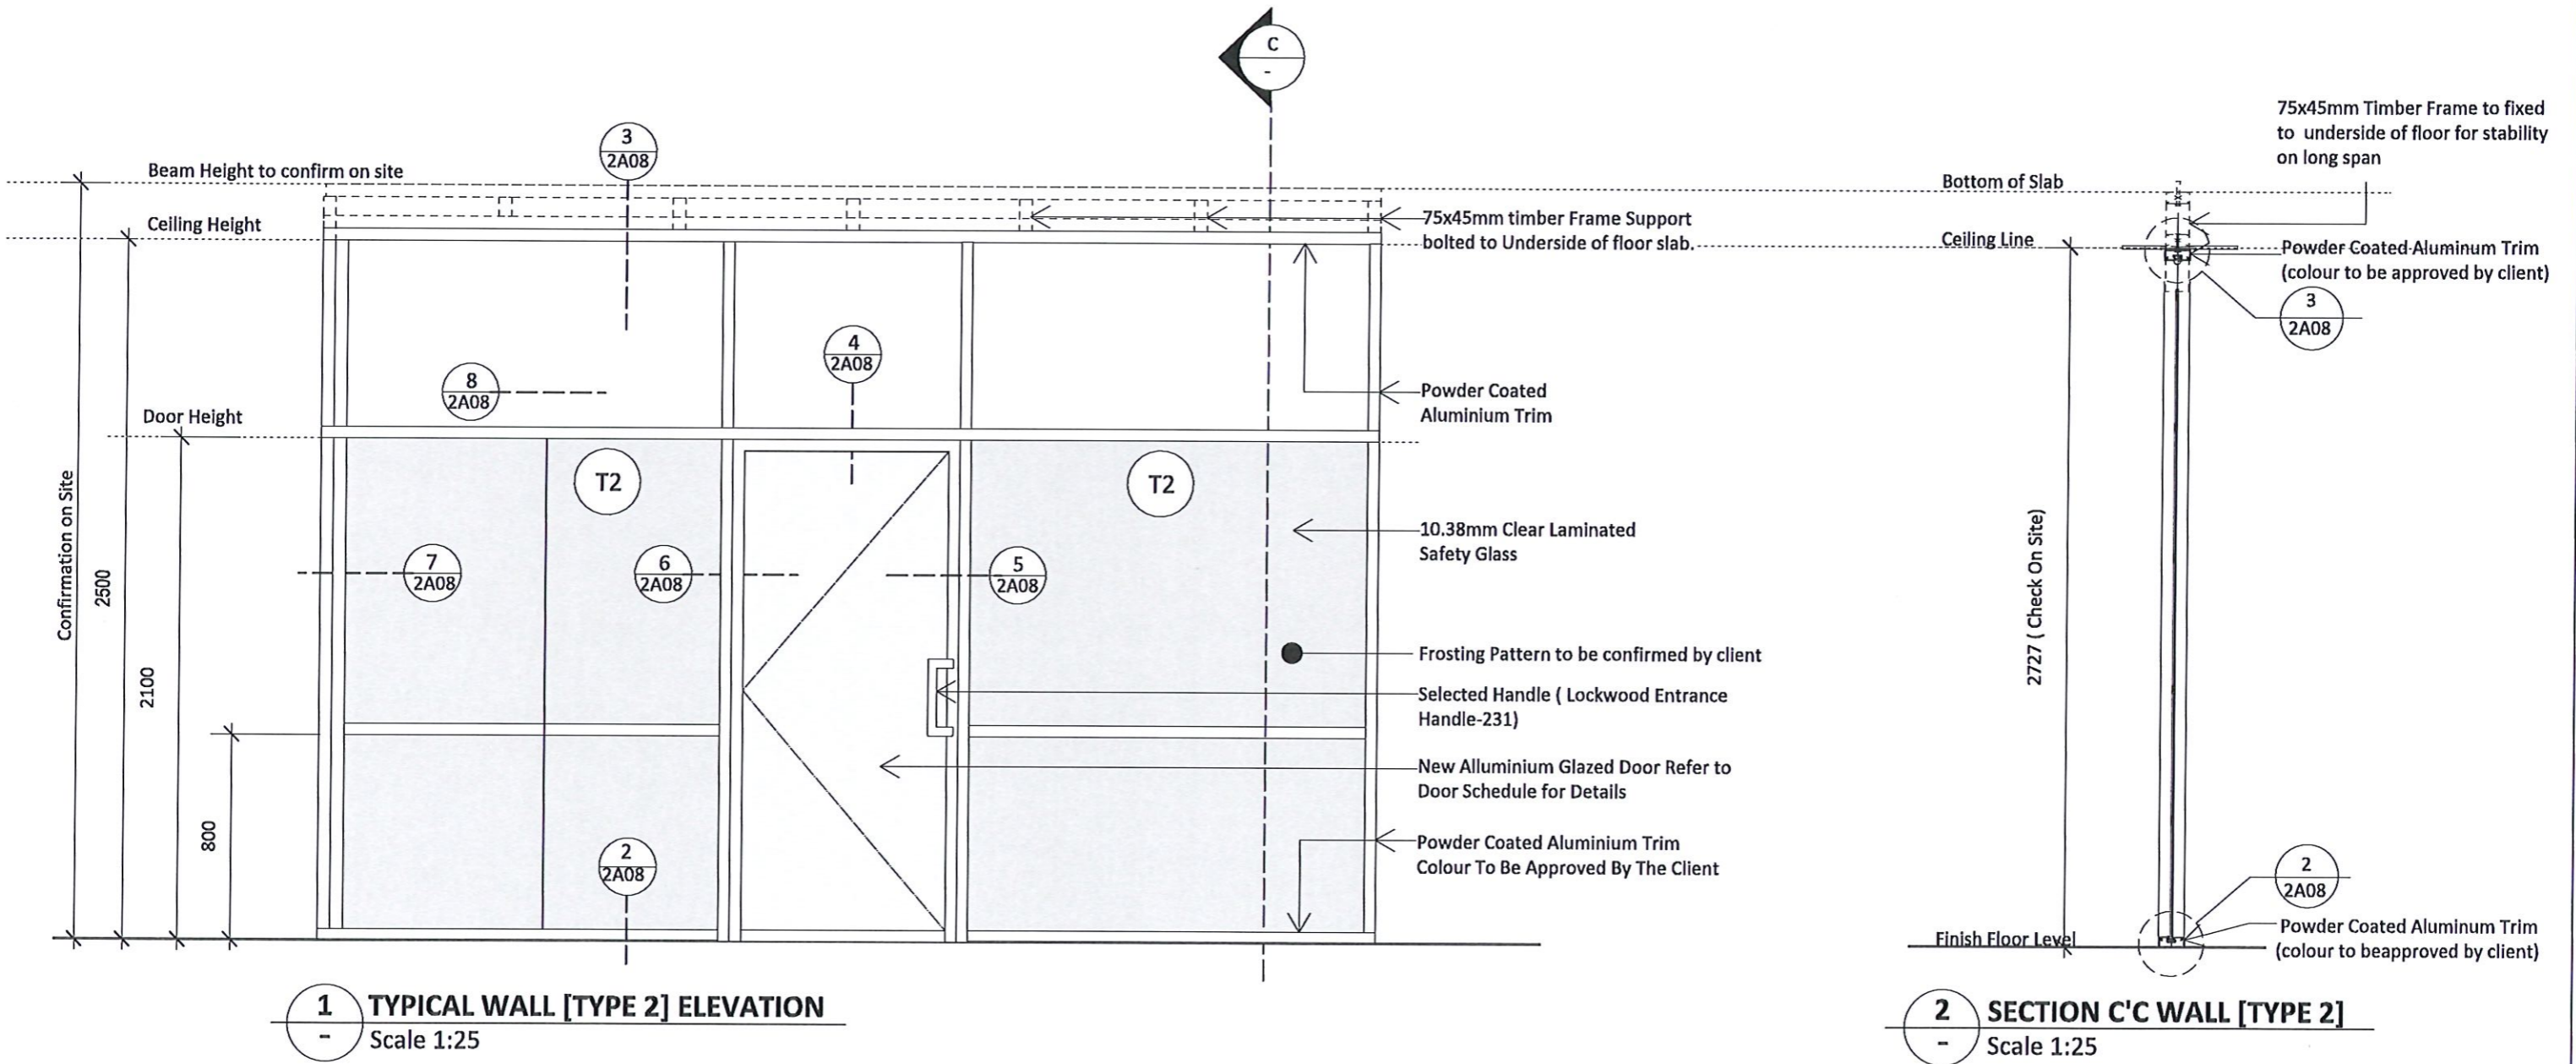 C
-
3
2A08
Beam Height to confirm on site
Ceiling Height
Door Height
Confirmation on Site
2500
2100
800
8
2A08
4
2A08
T2
T2
7
2A08
6
2A08
5
2A08
2
2A08
75x45mm timber Frame Support
bolted to Underside of floor slab.
Powder Coated
Aluminium Trim
10.38mm Clear Laminated
Safety Glass
Frosting Pattern to be confirmed by client
Selected Handle ( Lockwood Entrance
Handle-231)
New Alluminium Glazed Door Refer to
Door Schedule for Details
Powder Coated Aluminium Trim
Colour To Be Approved By The Client
1
-
TYPICAL WALL [TYPE 2] ELEVATION
Scale 1:25
75x45mm Timber Frame to fixed
to underside of floor for stability
on long span
Bottom of Slab
Ceiling Line
Powder Coated Aluminum Trim
(colour to be approved by client)
3
2A08
2727 ( Check On Site)
2
2A08
Finish Floor Level
Powder Coated Aluminum Trim
(colour to beapproved by client)
2
-
SECTION C'C WALL [TYPE 2]
Scale 1:25